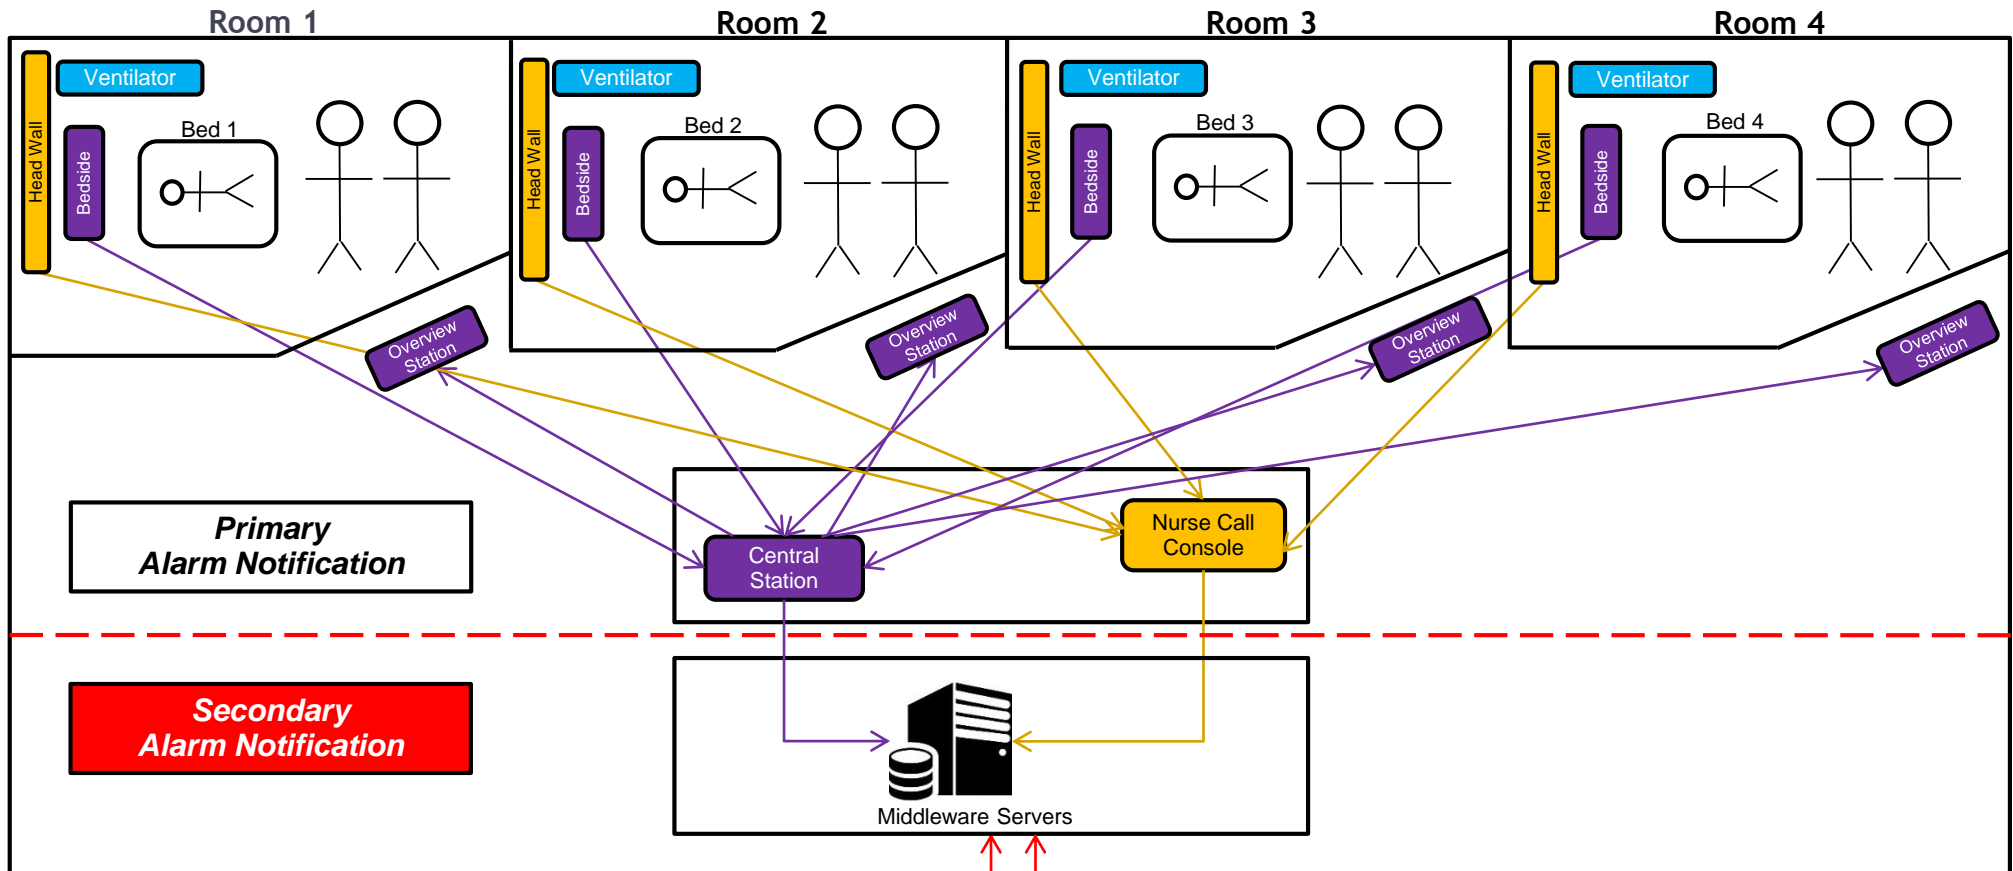 Room 1
Room 2
Room 3
Room 4
Head Wall
Ventilator
Bedside
Bed 1
Head Wall
Ventilator
Bedside
Bed 2
Head Wall
Ventilator
Bedside
Bed 3
Head Wall
Ventilator
Bedside
Bed 4
Overview
Station
Overview
Station
Overview
Station
Overview
Station
Primary
Alarm Notification
Central
Station
Nurse Call
Console
Secondary
Alarm Notification
Middleware Servers